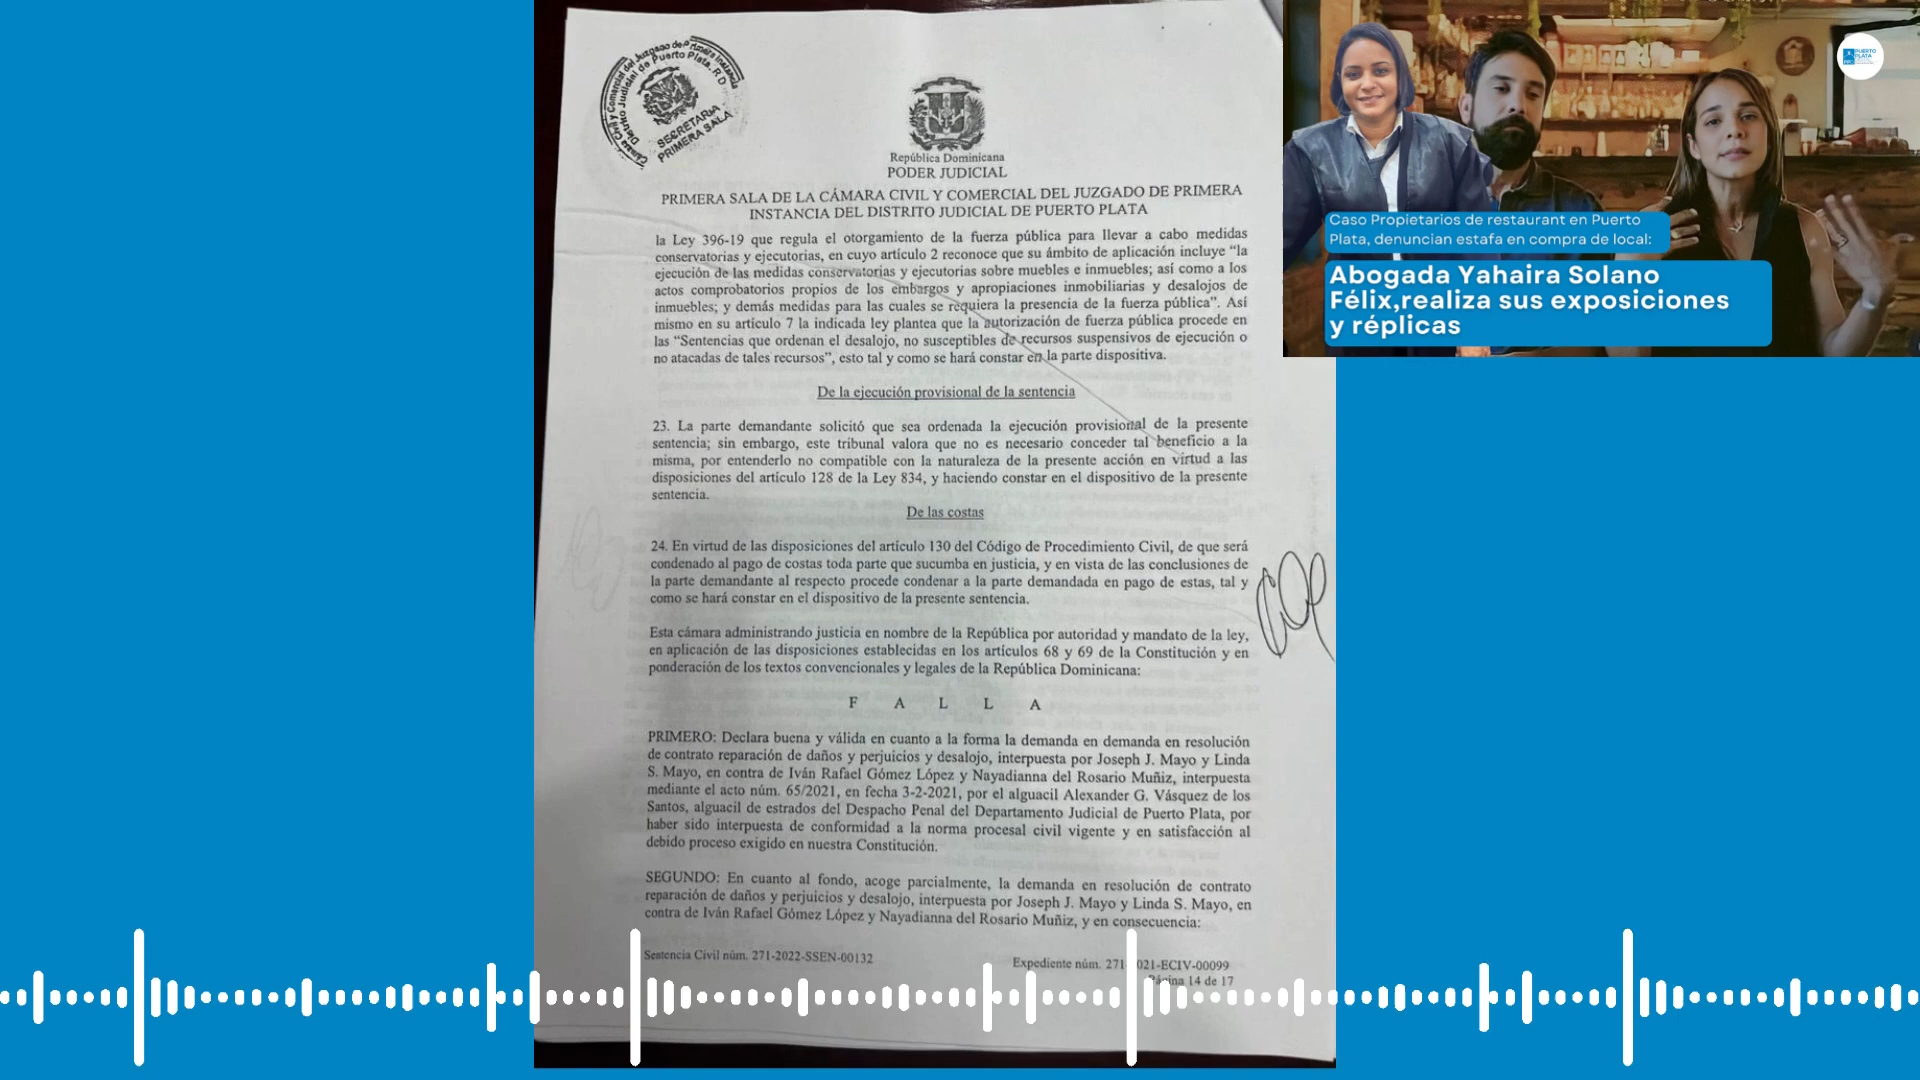 Cámara Civil y Comercial del Juzgado de Primera Instancia
Distrito Judicial de Puerto Plata, R.D.
SECRETARIA
PRIMERA SALA
República Dominicana
PODER JUDICIAL
PRIMERA SALA DE LA CÁMARA CIVIL Y COMERCIAL DEL JUZGADO DE PRIMERA
INSTANCIA DEL DISTRITO JUDICIAL DE PUERTO PLATA
la Ley 396-19 que regula el otorgamiento de la fuerza pública para llevar a cabo medidas
conservatorias y ejecutorias, en cuyo artículo 2 reconoce que su ámbito de aplicación incluye “la
ejecución de las medidas conservatorias y ejecutorias sobre muebles e inmuebles; así como a los
actos comprobatorios propios de los embargos y apropiaciones inmobiliarias y desalojos de
inmuebles; y demás medidas para las cuales se requiera la presencia de la fuerza pública”. Así
mismo en su artículo 7 la indicada ley plantea que la autorización de fuerza pública procede en
las “Sentencias que ordenan el desalojo, no susceptibles de recursos suspensivos de ejecución o
no atacadas de tales recursos”, esto tal y como se hará constar en la parte dispositiva.
De la ejecución provisional de la sentencia
23. La parte demandante solicitó que sea ordenada la ejecución provisional de la presente
sentencia; sin embargo, este tribunal valora que no es necesario conceder tal beneficio a la
misma, por entenderlo no compatible con la naturaleza de la presente acción en virtud a las
disposiciones del artículo 128 de la Ley 834, y haciendo constar en el dispositivo de la presente
sentencia.
De las costas
24. En virtud de las disposiciones del artículo 130 del Código de Procedimiento Civil, de que será
condenado al pago de costas toda parte que sucumba en justicia, y en vista de las conclusiones de
la parte demandante al respecto procede condenar a la parte demandada en pago de estas, tal y
como se hará constar en el dispositivo de la presente sentencia.
Esta cámara administrando justicia en nombre de la República por autoridad y mandato de la ley,
en aplicación de las disposiciones establecidas en los artículos 68 y 69 de la Constitución y en
ponderación de los textos convencionales y legales de la República Dominicana:
F A L L A
PRIMERO: Declara buena y válida en cuanto a la forma la demanda en demanda en resolución
de contrato reparación de daños y perjuicios y desalojo, interpuesta por Joseph J. Mayo y Linda
S. Mayo, en contra de Iván Rafael Gómez López y Nayadianna del Rosario Muñiz, interpuesta
mediante el acto núm. 65/2021, en fecha 3-2-2021, por el alguacil Alexander G. Vásquez de los
Santos, alguacil de estrados del Despacho Penal del Departamento Judicial de Puerto Plata, por
haber sido interpuesta de conformidad a la norma procesal civil vigente y en satisfacción al
debido proceso exigido en nuestra Constitución.
SEGUNDO: En cuanto al fondo, acoge parcialmente, la demanda en resolución de contrato
reparación de daños y perjuicios y desalojo, interpuesta por Joseph J. Mayo y Linda S. Mayo, en
contra de Iván Rafael Gómez López y Nayadianna del Rosario Muñiz, y en consecuencia:
Sentencia Civil núm. 271-2022-SSEN-00132
Expediente núm. 271- 021-ECIV-00099
Página 14 de 17
PUERTO
PLATA
Caso Propietarios de restaurant en Puerto
Plata, denuncian estafa en compra de local:
Abogada Yahaira Solano
Félix,realiza sus exposiciones
y réplicas